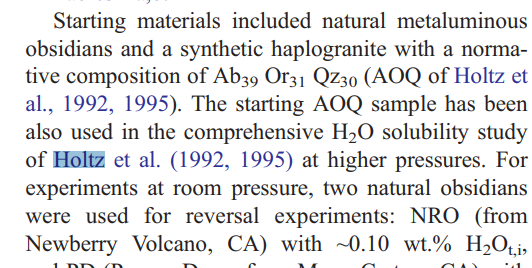 Starting materials included natural metaluminous
obsidians and a synthetic haplogranite with a norma-
tive composition of Ab39 Or31 Qz30 (AOQ of Holtz et
al., 1992, 1995). The starting AOQ sample has been
also used in the comprehensive H2O solubility study
of Holtz et al. (1992, 1995) at higher pressures. For
experiments at room pressure, two natural obsidians
were used for reversal experiments: NRO (from
Newberry Volcano, CA) with ~0.10 wt.% H2Ot,i,